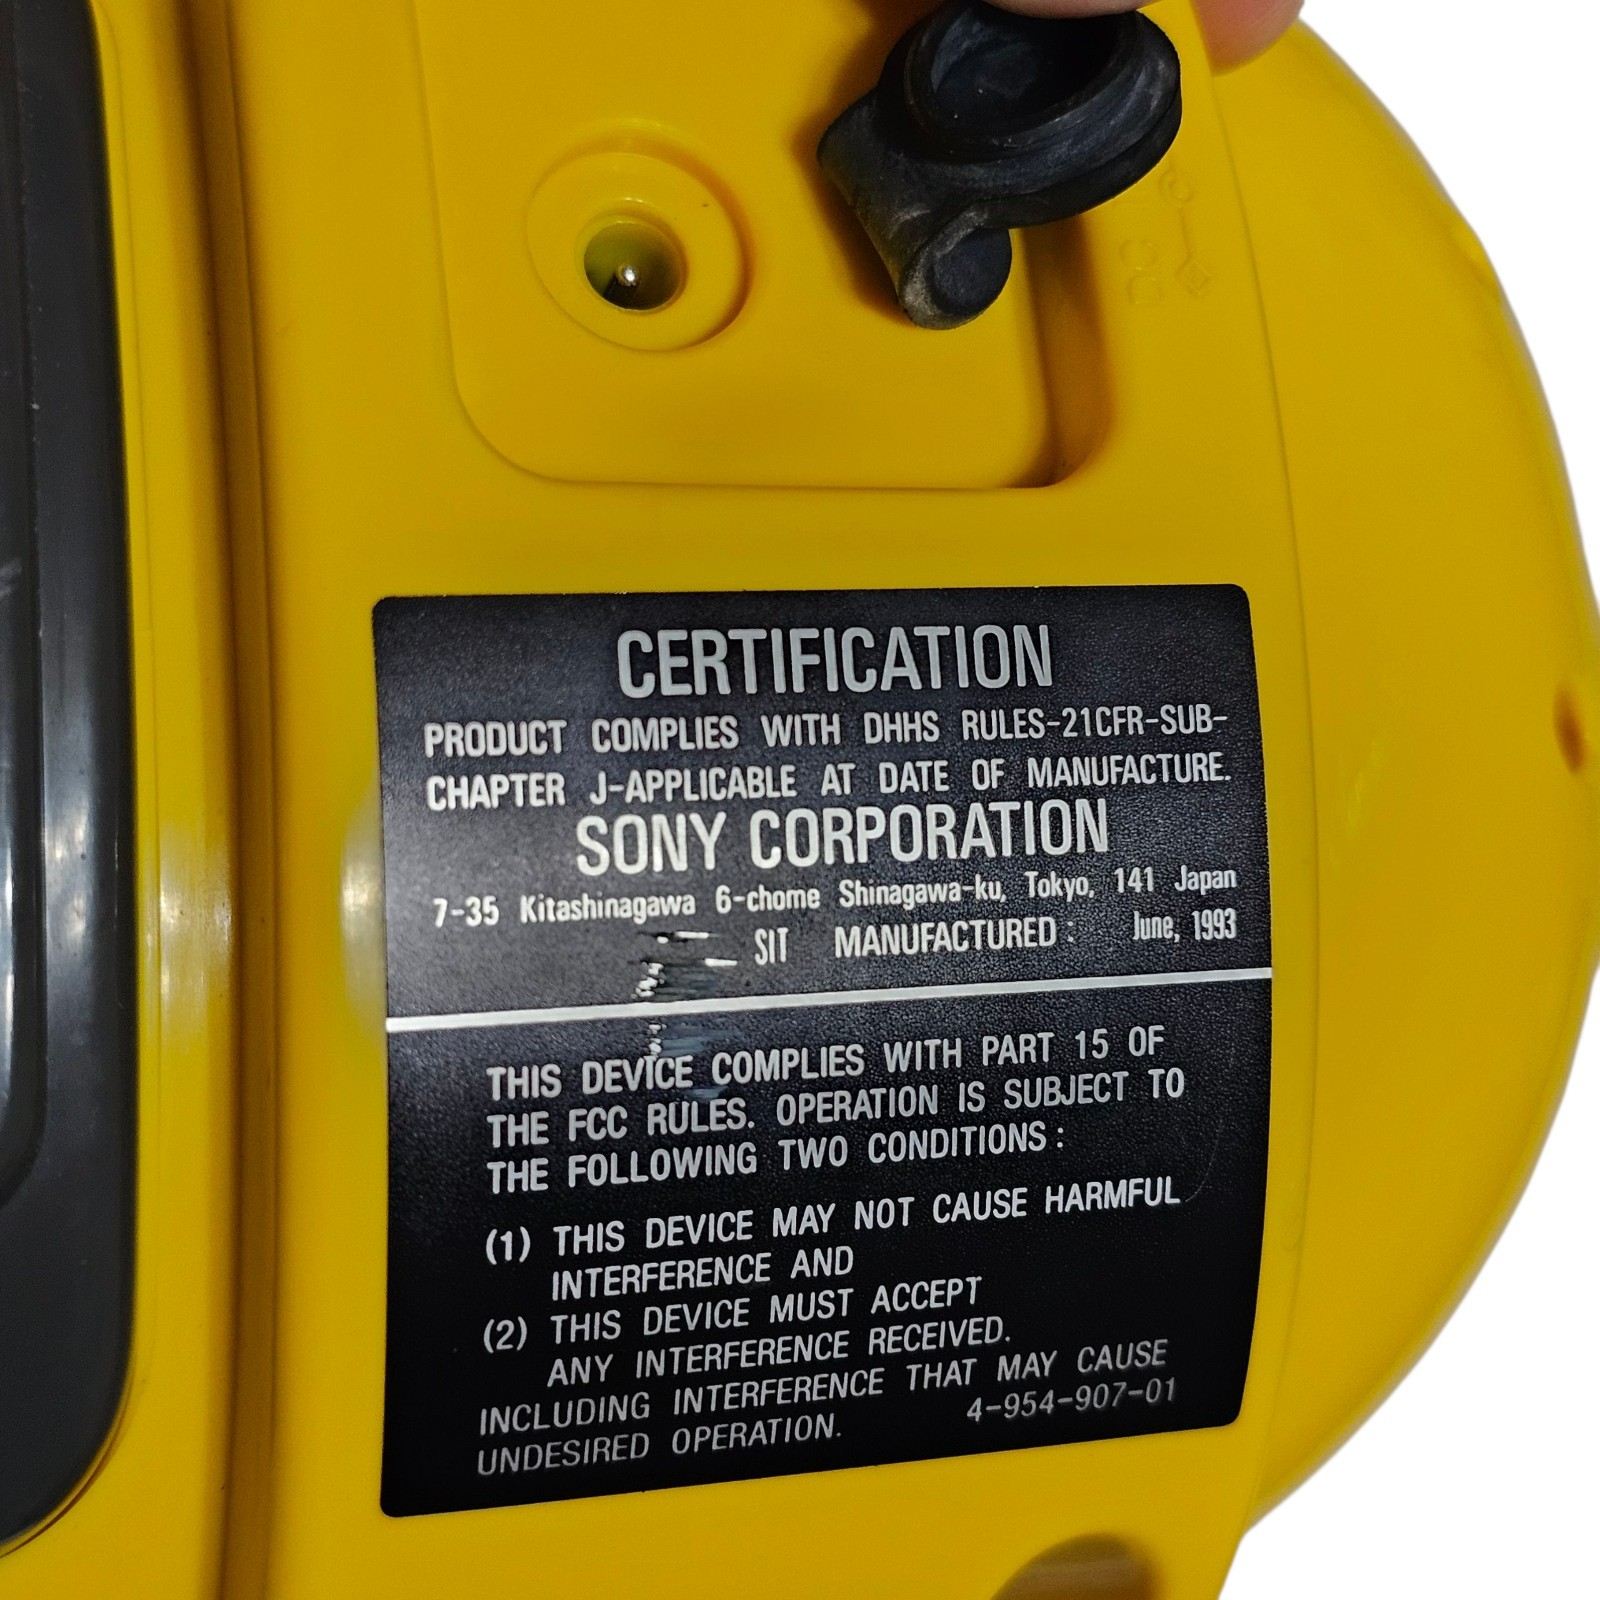 DC
CERTIFICATION
PRODUCT COMPLIES WITH DHHS RULES-21CFR-SUB-
CHAPTER J-APPLICABLE AT DATE OF MANUFACTURE.
SONY CORPORATION
7-35 Kitashinagawa 6-chome Shinagawa-ku, Tokyo, 141 Japan
SIT MANUFACTURED : June, 1993
THIS DEVICE COMPLIES WITH PART 15 OF
THE FCC RULES. OPERATION IS SUBJECT TO
THE FOLLOWING TWO CONDITIONS :
(1) THIS DEVICE MAY NOT CAUSE HARMFUL
INTERFERENCE AND
(2) THIS DEVICE MUST ACCEPT
ANY INTERFERENCE RECEIVED.
INCLUDING INTERFERENCE THAT MAY CAUSE
UNDESIRED OPERATION. 4-954-907-01